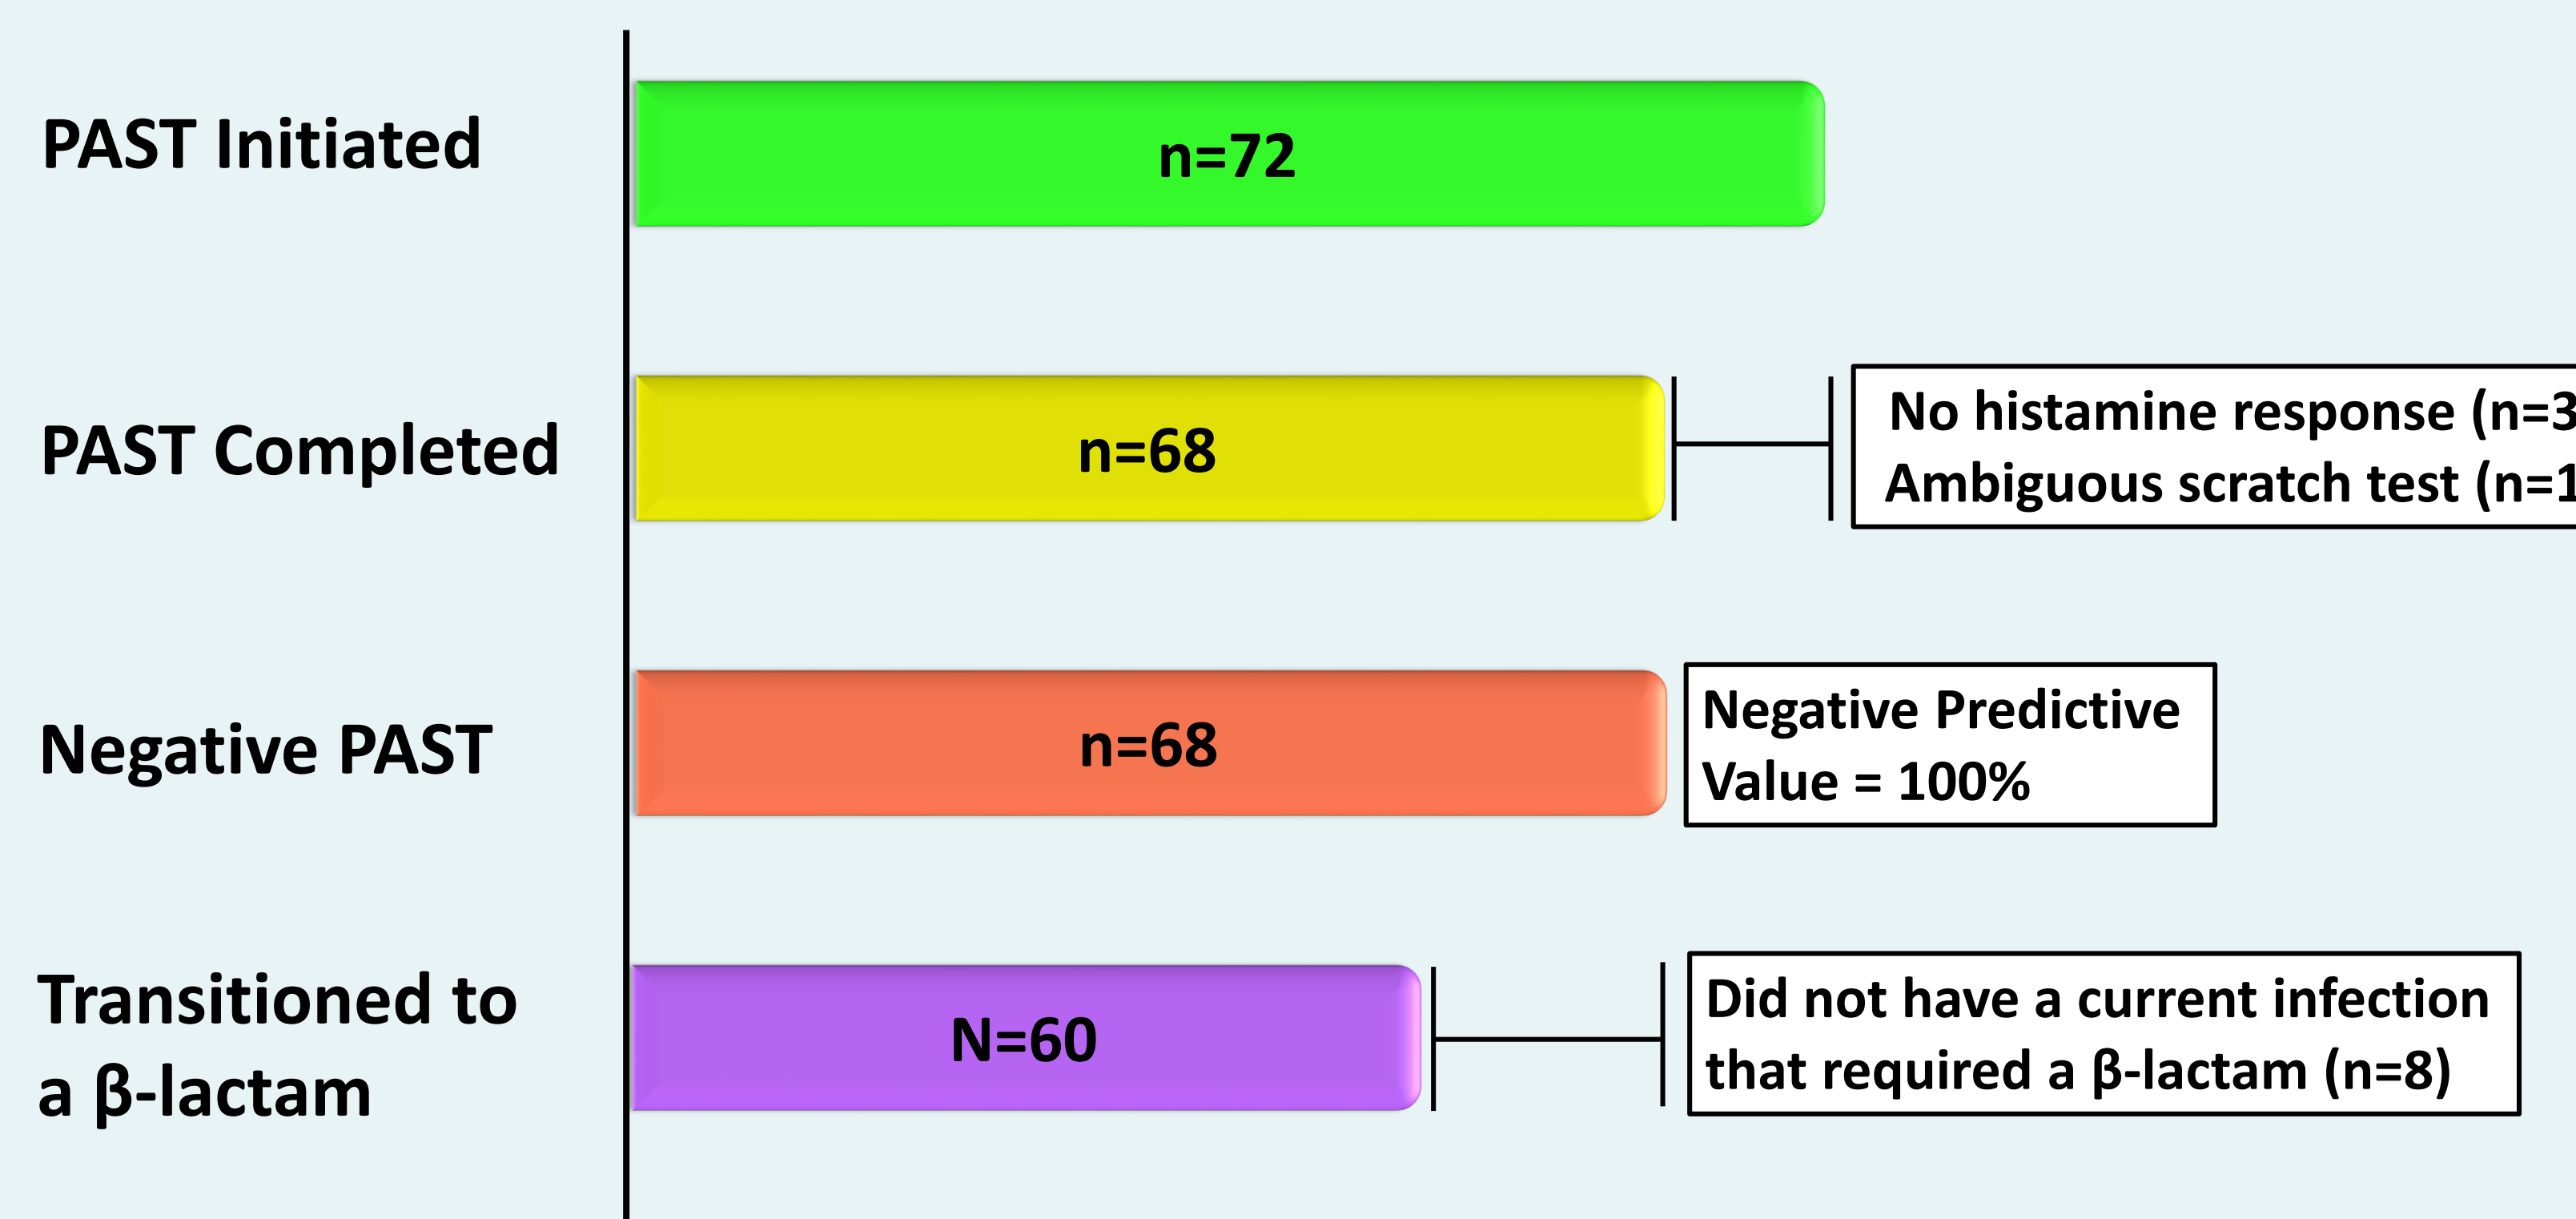 PAST Initiated
n=72
PAST Completed
n=68
No histamine response (n=3
Ambiguous scratch test (n=1
Negative PAST
n=68
Negative Predictive
Value = 100%
Transitioned to
a β-lactam
N=60
Did not have a current infection
that required a β-lactam (n=8)